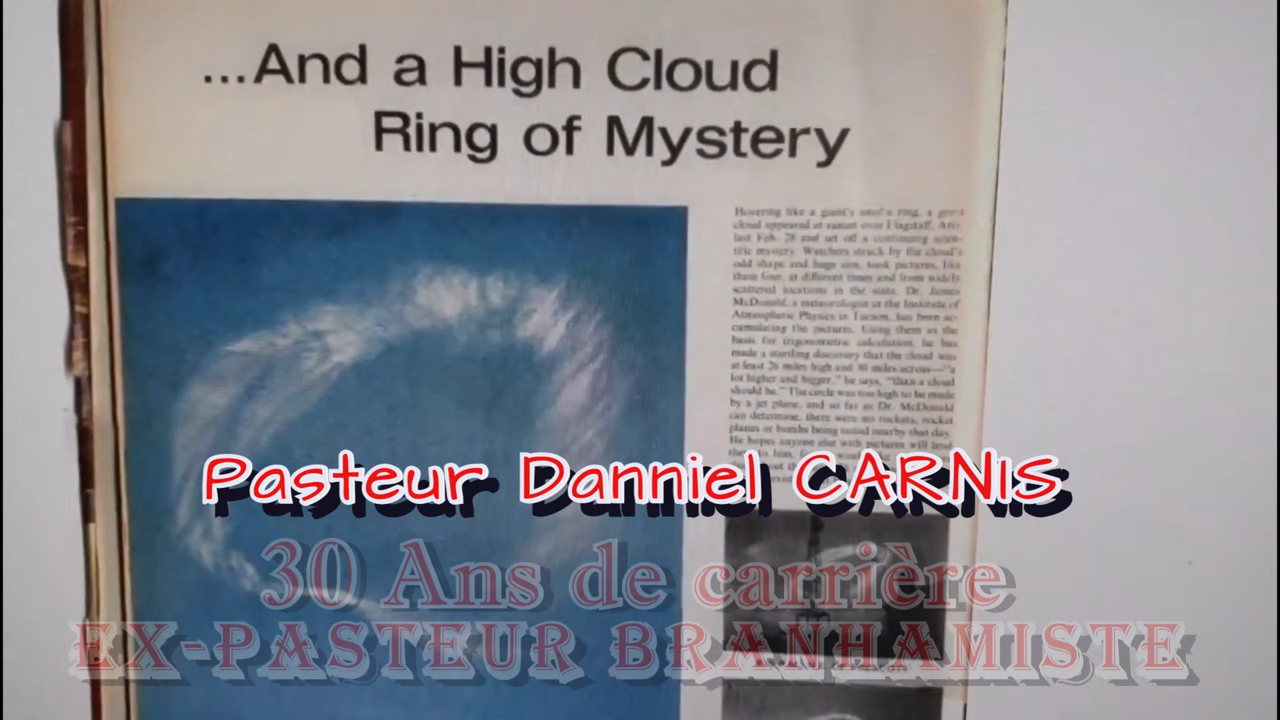 ...And a High Cloud
Ring of Mystery
Hovering like a giant's smoke ring, a great
cloud appeared at sunset over Flagstaff, Ariz.
last Feb. 28 and set off a continuing scien-
tific mystery. Watchers struck by the cloud's
odd shape and huge size, took pictures, like
these four, at different times and from widely
scattered locations in the state. Dr. James
McDonald, a meteorologist at the Institute of
Atmospheric Physics in Tucson, has been ac-
cumulating the pictures. Using them as the
basis for trigonometric calculation, he has
made a startling discovery that the cloud was
at least 26 miles high and 30 miles across—"a
lot higher and bigger," he says, "than a cloud
should be." The circle was too high to be made
by a jet plane, and so far as Dr. McDonald
can determine, there were no rockets, rocket
planes or bombs being tested nearby that day.
He hopes anyone else with pictures will lend
to him,
Pasteur Danniel CARNIS
30 Ans de carrière
EX-PASTEUR BRANHAMISTE